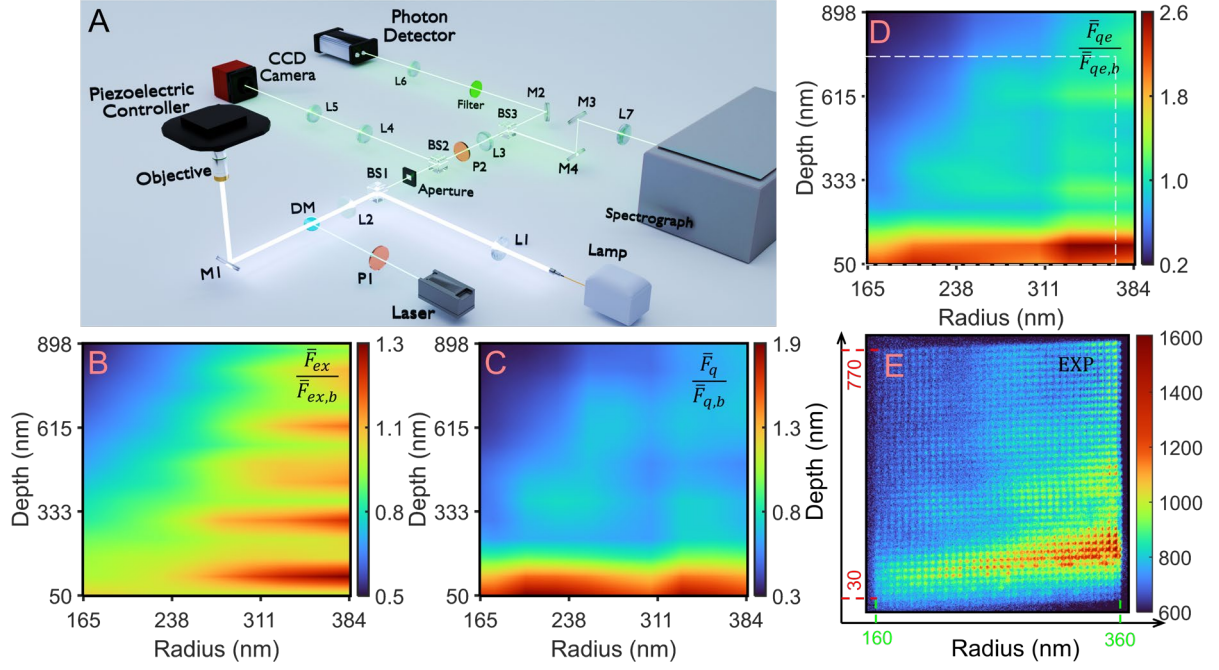 A
Photon
Detector
CCD
Camera
Piezoelectric
Controller
L6
Filter
M2
M3
L5
L4
BS3
L7
BS2
L3
P2
M4
Objective
BS1
Aperture
DM
L2
Spectrograph
L1
Lamp
M1
P1
Laser
D
F̅qe
F̅qe,b
898
615
333
50
Depth (nm)
165 238 311 384
Radius (nm)
2.6
1.8
1.0
0.2
B
F̅ex
F̅ex,b
898
615
333
50
Depth (nm)
165 238 311 384
Radius (nm)
1.3
1.1
0.8
0.5
C
F̅q
F̅q,b
898
615
333
50
Depth (nm)
165 238 311 384
Radius (nm)
1.9
1.3
0.8
0.3
E
EXP
770
30
Depth (nm)
160 360
Radius (nm)
1600
1400
1200
1000
800
600